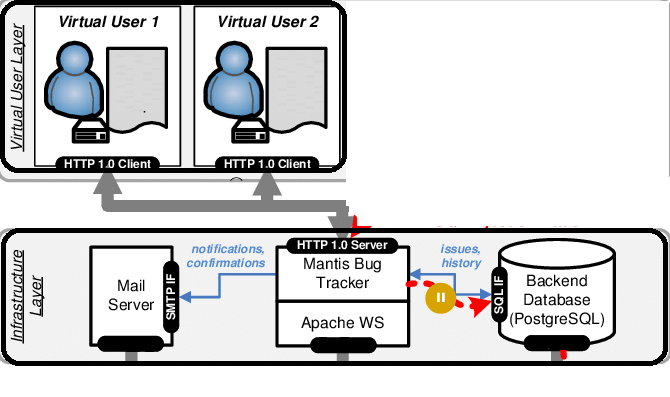 Virtual User Layer
Virtual User 1
HTTP 1.0 Client
Virtual User 2
HTTP 1.0 Client
Infrastructure
Layer
Mail
Server
SMTP IF
notifications,
confirmations
HTTP 1.0 Server
Mantis Bug
Tracker
Apache WS
issues,
history
II
SQL IF
Backend
Database
(PostgreSQL)